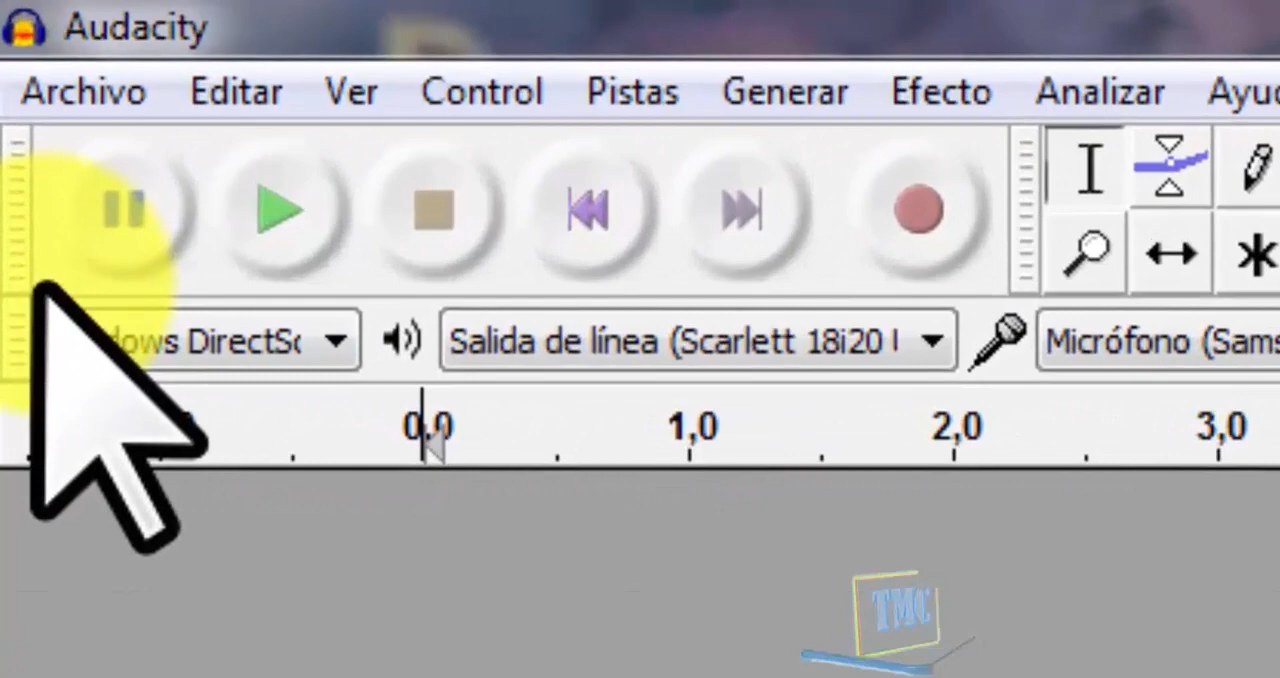 Audacity
Archivo Editar Ver Control Pistas Generar Efecto Analizar
Salida de línea (Scarlett 18i20 Micrófono
0,0 1,0 2,0 3,0
TMC